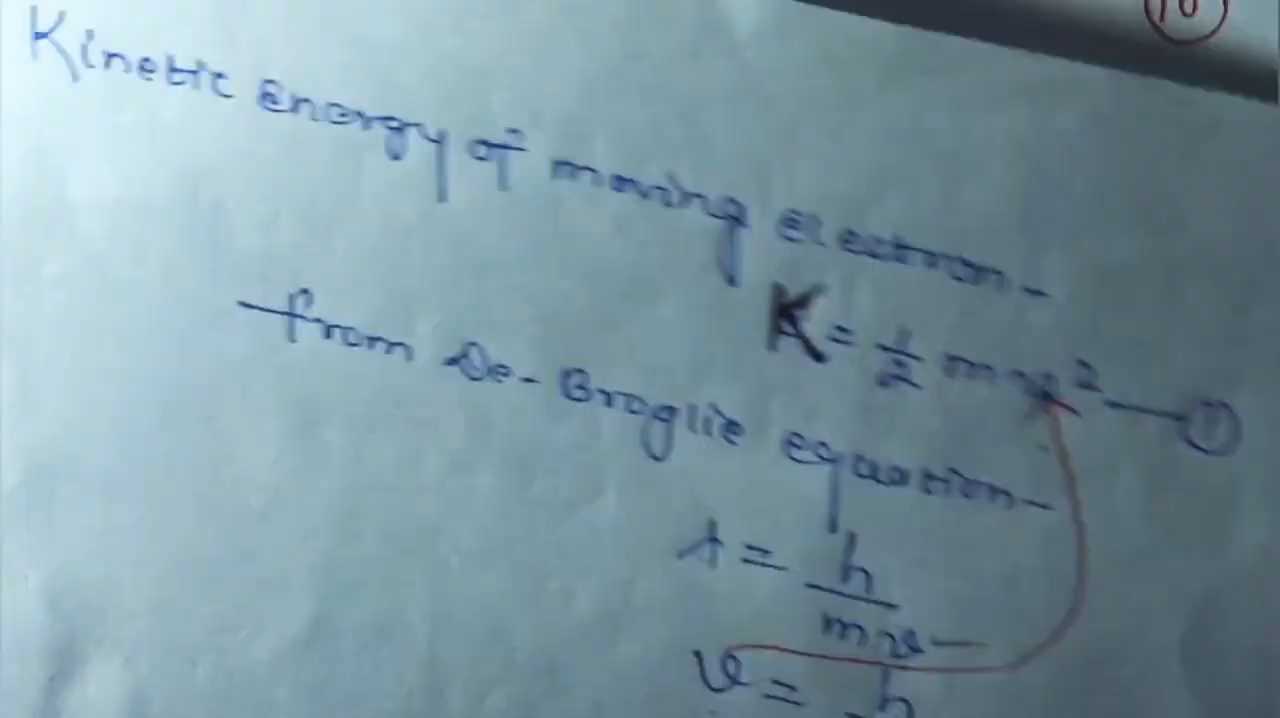 10
Kinetic energy of moving electron-
K = 1/2 mv² — ①
from De-Broglie equation-
λ = h/mv
v = h